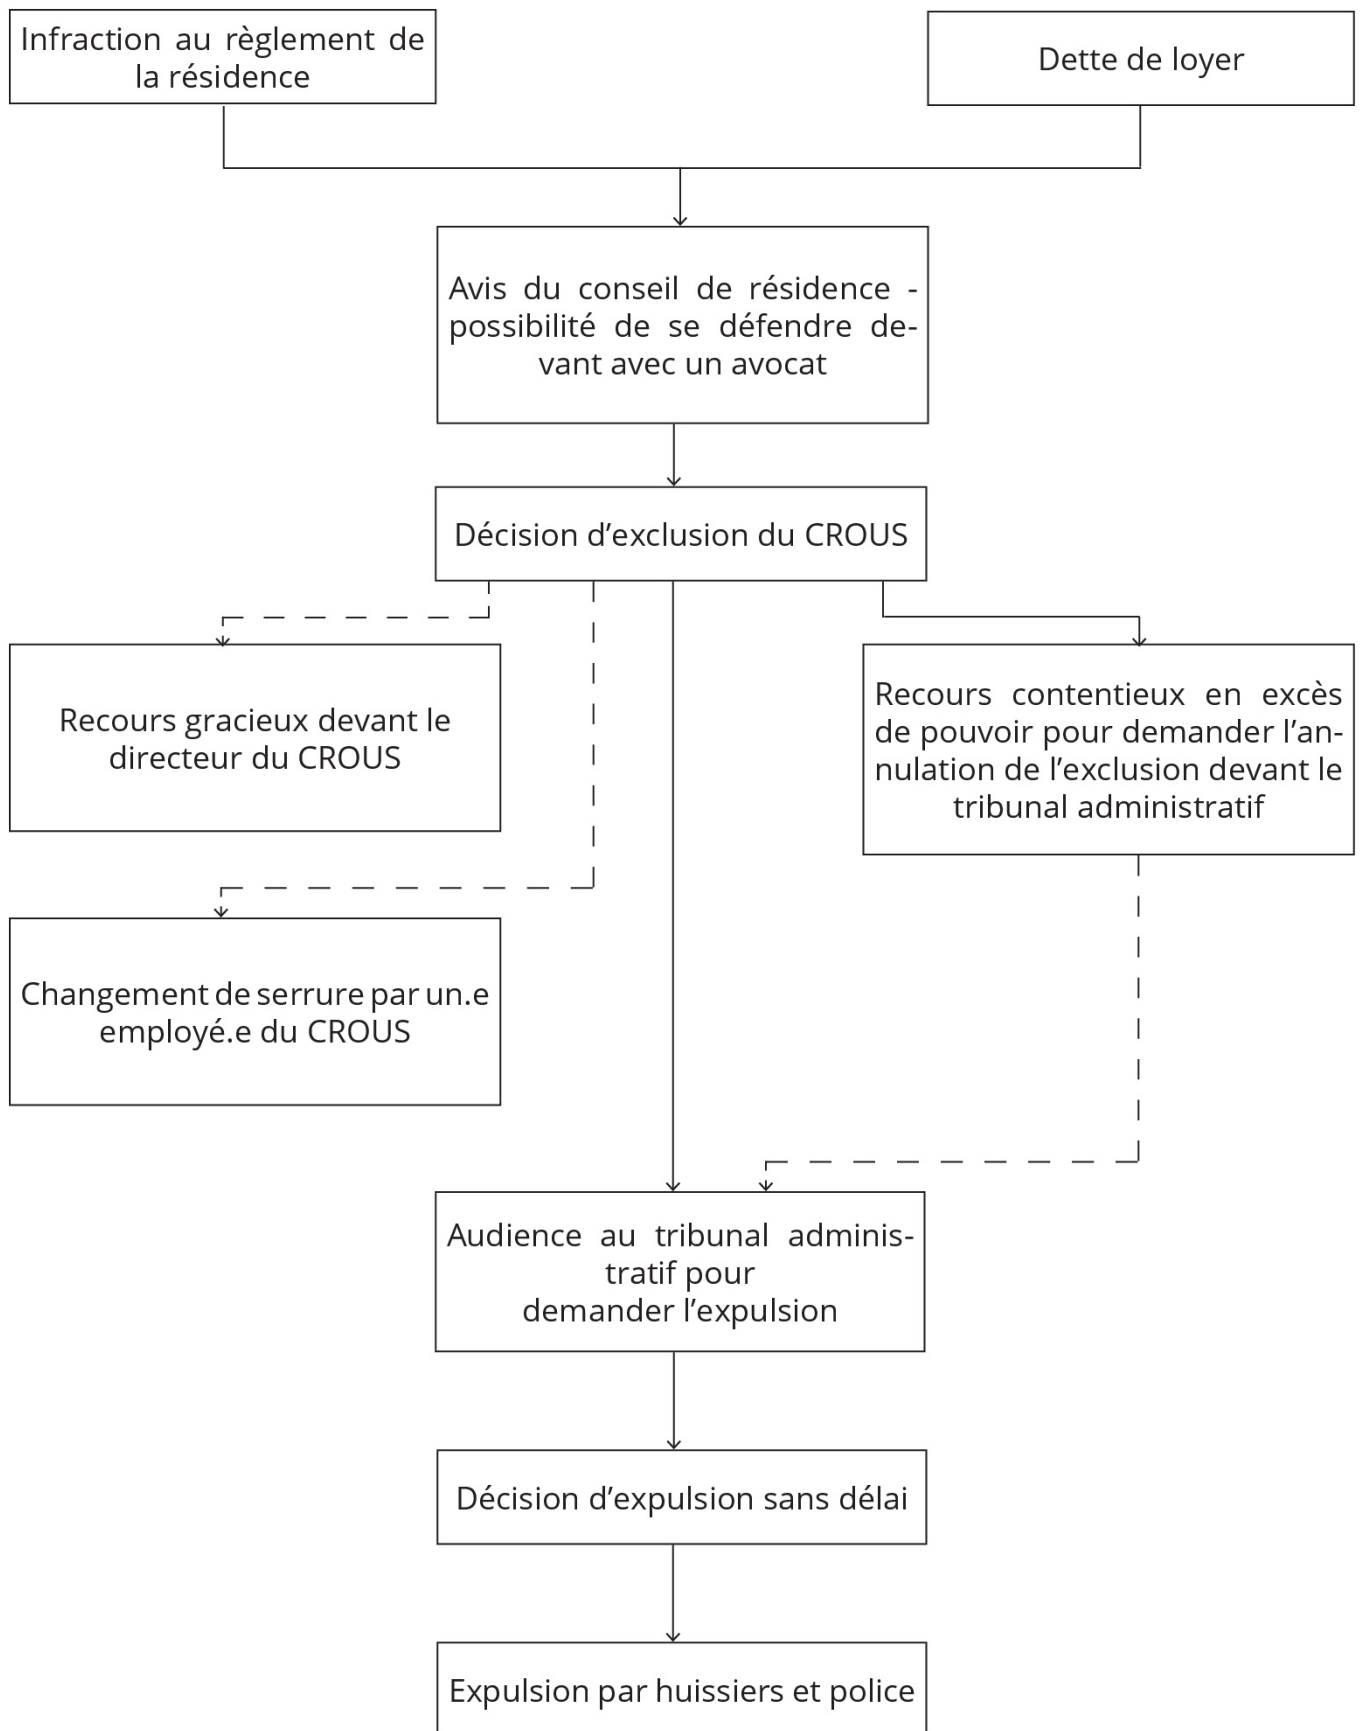 Infraction au règlement de
la résidence
Dette de loyer
Avis du conseil de résidence -
possibilité de se défendre de-
vant avec un avocat
Décision d’exclusion du CROUS
Recours gracieux devant le
directeur du CROUS
Recours contentieux en excès
de pouvoir pour demander l’an-
nulation de l’exclusion devant le
tribunal administratif
Changement de serrure par un.e
employé.e du CROUS
Audience au tribunal adminis-
tratif pour
demander l’expulsion
Décision d’expulsion sans délai
Expulsion par huissiers et police